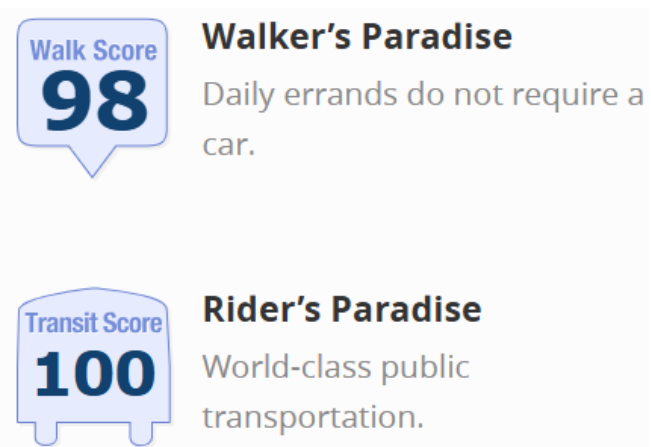 Walk Score
98
Walker's Paradise
Daily errands do not require a
car.
Transit Score
100
Rider's Paradise
World-class public
transportation.